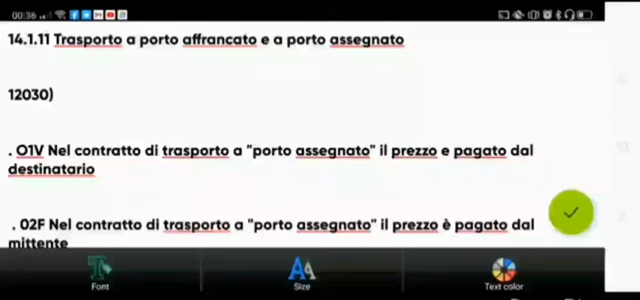 00:36
14.1.11 Trasporto a porto affrancato e a porto assegnato
12030)
. O1V Nel contratto di trasporto a "porto assegnato" il prezzo e pagato dal
destinatario
. 02F Nel contratto di trasporto a "porto assegnato" il prezzo è pagato dal
mittente
Font
Size
Text color